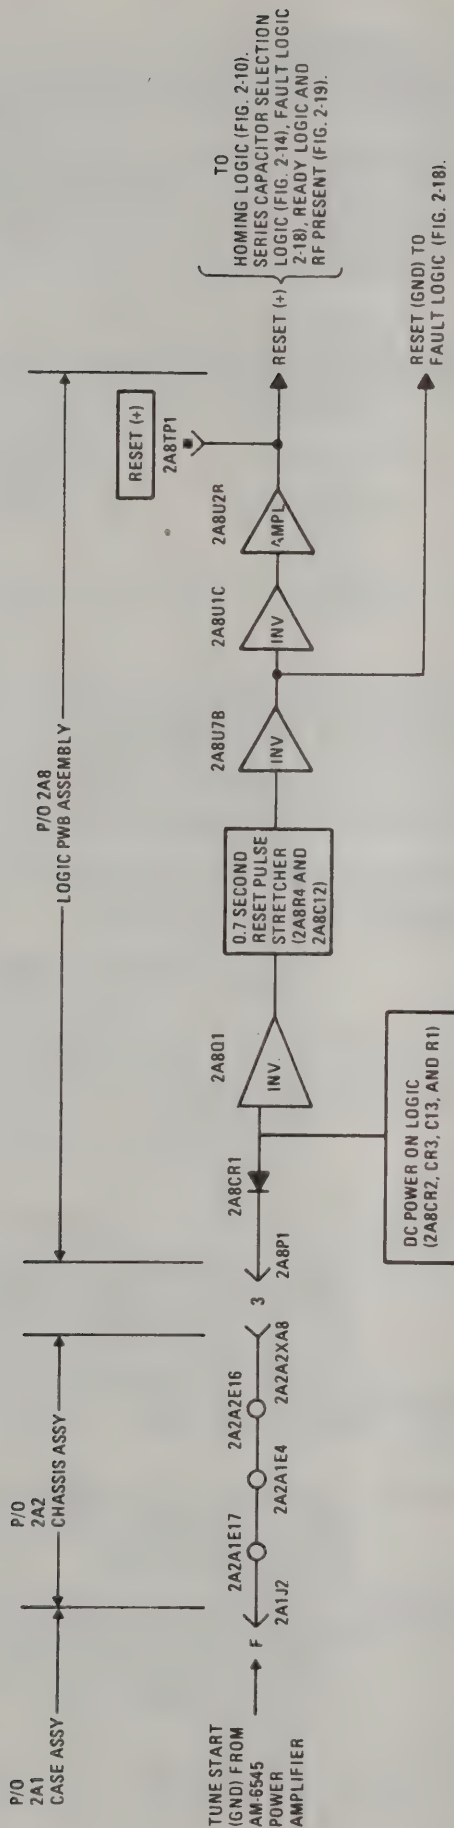 P/O
2A1
CASE ASSY
P/O
2A2
CHASSIS ASSY
P/O 2A8
LOGIC PWB ASSEMBLY
TUNE START
(GND) FROM
AM-6545
POWER
AMPLIFIER
F
2A1J2
2A2A1E17
2A2A1E4
2A2A2E16
2A2A2XA8
3
2A8P1
2A8CR1
DC POWER ON LOGIC
(2A8CR2, CR3, C13, AND R1)
2A8Q1
INV.
0.7 SECOND
RESET PULSE
STRETCHER
(2A8R4 AND
2A8C12)
2A8U7B
INV
2A8U1C
INV
2A8U2R
AMPL
RESET (+)
2A8TP1
RESET (+)
TO
HOMING LOGIC (FIG. 2-10).
SERIES CAPACITOR SELECTION
LOGIC (FIG. 2-14), FAULT LOGIC
2-18), READY LOGIC AND
RF PRESENT (FIG. 2-19).
RESET (GND) TO
FAULT LOGIC (FIG. 2-18).